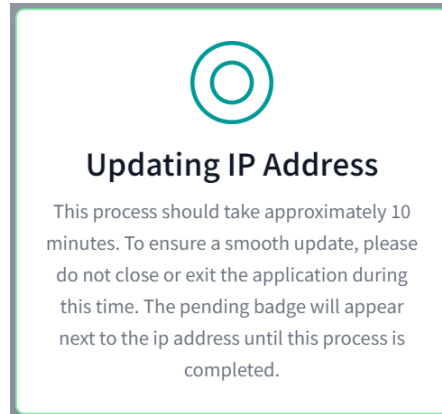 Updating IP Address
This process should take approximately 10
minutes. To ensure a smooth update, please
do not close or exit the application during
this time. The pending badge will appear
next to the ip address until this process is
completed.